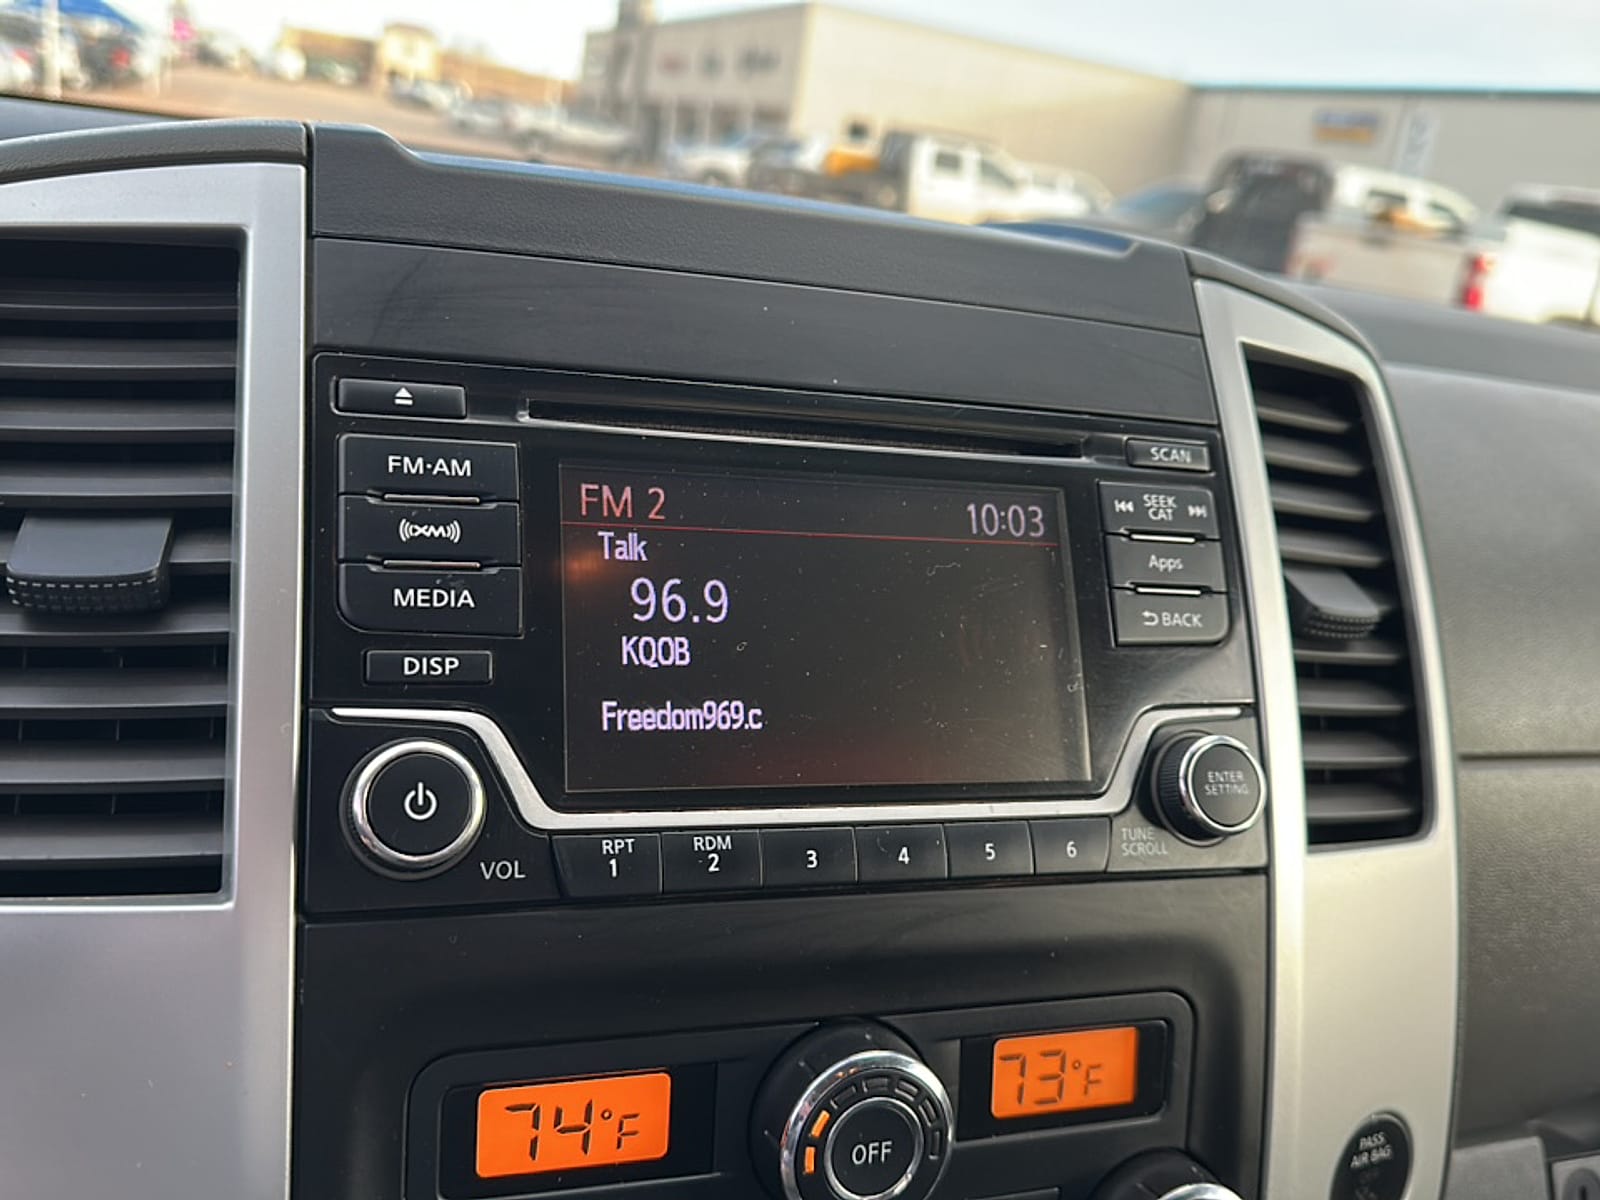 FM·AM
XM
MEDIA
DISP
VOL
SCAN
SEEK
CAT
Apps
BACK
ENTER
SETTING
TUNE
SCROLL
FM 2
10:03
Talk
96.9
KQOB
Freedom969.c
RPT
1
RDM
2
3
4
5
6
74°F
OFF
73°F
PASS
AIR BAG